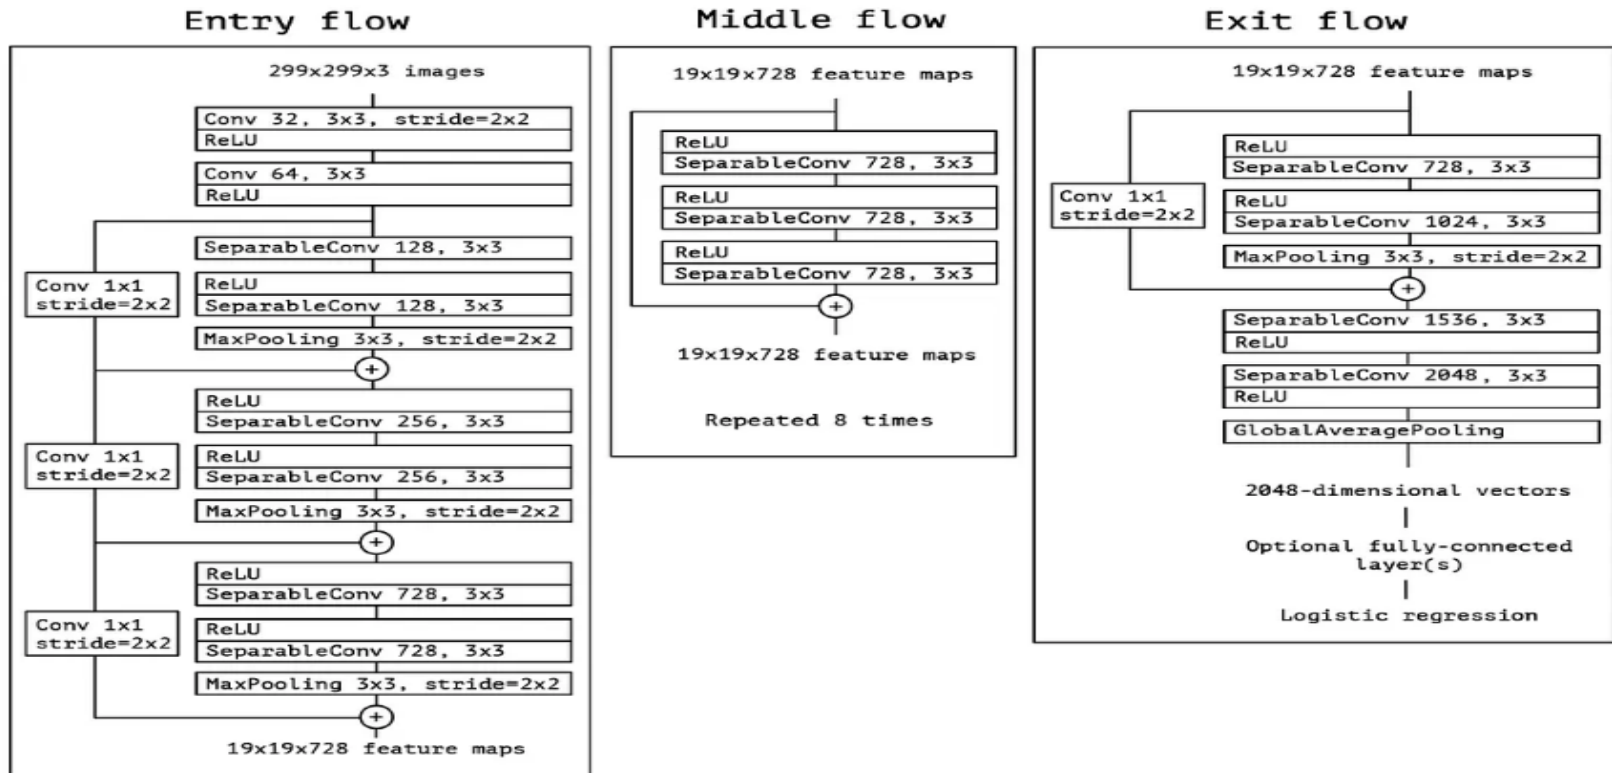 Entry flow
299x299x3 images
Conv 32, 3x3, stride=2x2
ReLU
Conv 64, 3x3
ReLU
SeparableConv 128, 3x3
Conv 1x1
stride=2x2
ReLU
SeparableConv 128, 3x3
MaxPooling 3x3, stride=2x2
+
ReLU
SeparableConv 256, 3x3
Conv 1x1
stride=2x2
ReLU
SeparableConv 256, 3x3
MaxPooling 3x3, stride=2x2
+
ReLU
SeparableConv 728, 3x3
Conv 1x1
stride=2x2
ReLU
SeparableConv 728, 3x3
MaxPooling 3x3, stride=2x2
+
19x19x728 feature maps
Middle flow
19x19x728 feature maps
ReLU
SeparableConv 728, 3x3
ReLU
SeparableConv 728, 3x3
ReLU
SeparableConv 728, 3x3
+
19x19x728 feature maps
Repeated 8 times
Exit flow
19x19x728 feature maps
ReLU
SeparableConv 728, 3x3
Conv 1x1
stride=2x2
ReLU
SeparableConv 1024, 3x3
MaxPooling 3x3, stride=2x2
+
SeparableConv 1536, 3x3
ReLU
SeparableConv 2048, 3x3
ReLU
GlobalAveragePooling
2048-dimensional vectors
Optional fully-connected
layer(s)
Logistic regression